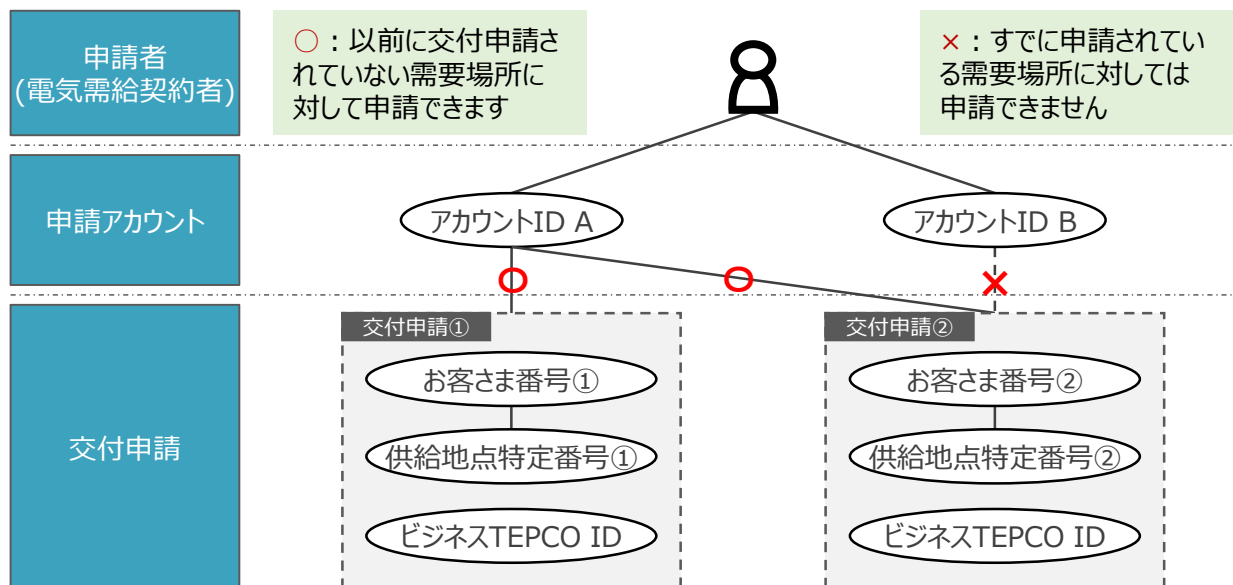 申請者
(電気需給契約者)
○：以前に交付申請さ
れていない需要場所に
対して申請できます
×：すでに申請されてい
る需要場所に対しては
申請できません
申請アカウント
アカウントID A
アカウントID B
交付申請
交付申請①
お客さま番号①
供給地点特定番号①
ビジネスTEPCO ID
交付申請②
お客さま番号②
供給地点特定番号②
ビジネスTEPCO ID